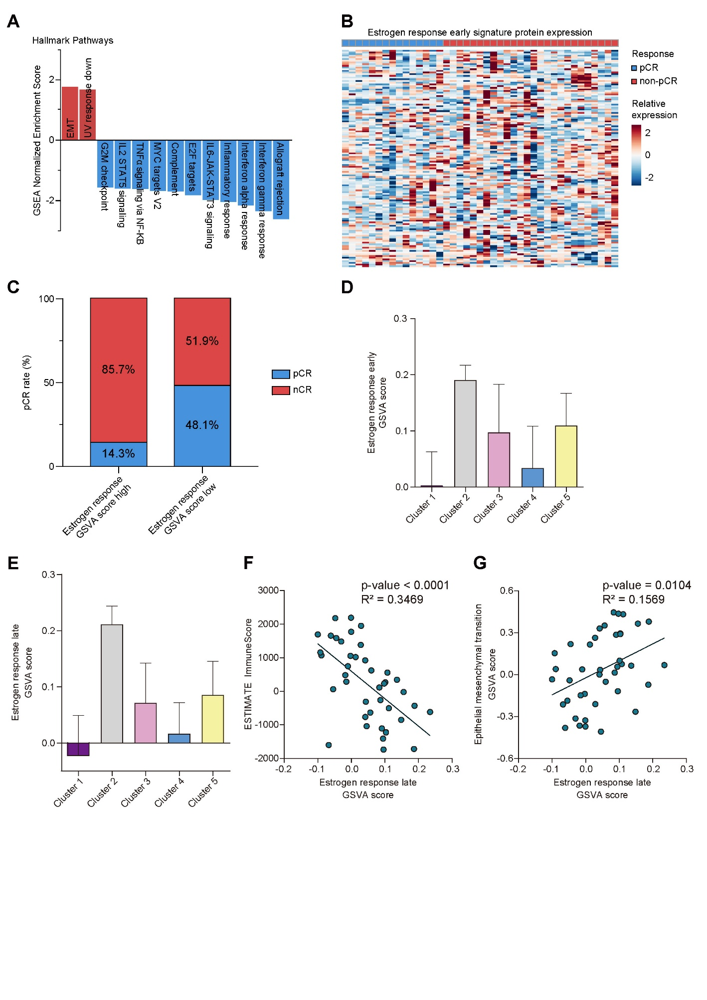 A
Hallmark Pathways
GSEA Normalized Enrichment Score
2
0
-2
EMT
UV response down
G2M checkpoint
IL2 STAT5 signaling
TNFα signaling via NF-KB
MYC targets V2
Complement
E2F targets
IL6-JAK-STAT3 signaling
Inflammatory response
Interferon alpha response
Interferon gamma response
Allograft rejection
B
Estrogen response early signature protein expression
Response
pCR
non-pCR
Relative
expression
2
0
-2
C
pCR rate (%)
100
50
0
85.7%
14.3%
51.9%
48.1%
Estrogen response
GSVA score high
Estrogen response
GSVA score low
pCR
nCR
D
Estrogen response early
GSVA score
0.3
0.2
0.1
0.0
Cluster 1
Cluster 2
Cluster 3
Cluster 4
Cluster 5
E
Estrogen response late
GSVA score
0.3
0.2
0.1
0.0
Cluster 1
Cluster 2
Cluster 3
Cluster 4
Cluster 5
F
p-value < 0.0001
R² = 0.3469
ESTIMATE ImmuneScore
3000
2000
1000
0
-1000
-2000
-0.2
-0.1
0.0
0.1
0.2
0.3
Estrogen response late
GSVA score
G
p-value = 0.0104
R² = 0.1569
Epithelial mesenchymal transition
GSVA score
0.6
0.3
0.0
-0.3
-0.6
-0.2
-0.1
0.0
0.1
0.2
0.3
Estrogen response late
GSVA score